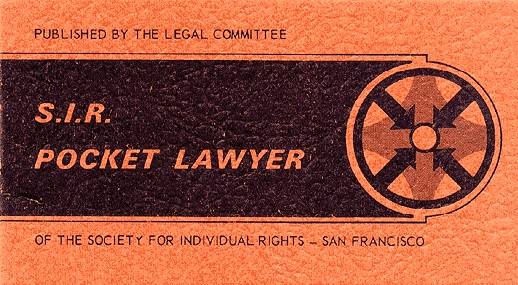 PUBLISHED BY THE LEGAL COMMITTEE
S.I.R.
POCKET LAWYER
OF THE SOCIETY FOR INDIVIDUAL RIGHTS – SAN FRANCISCO